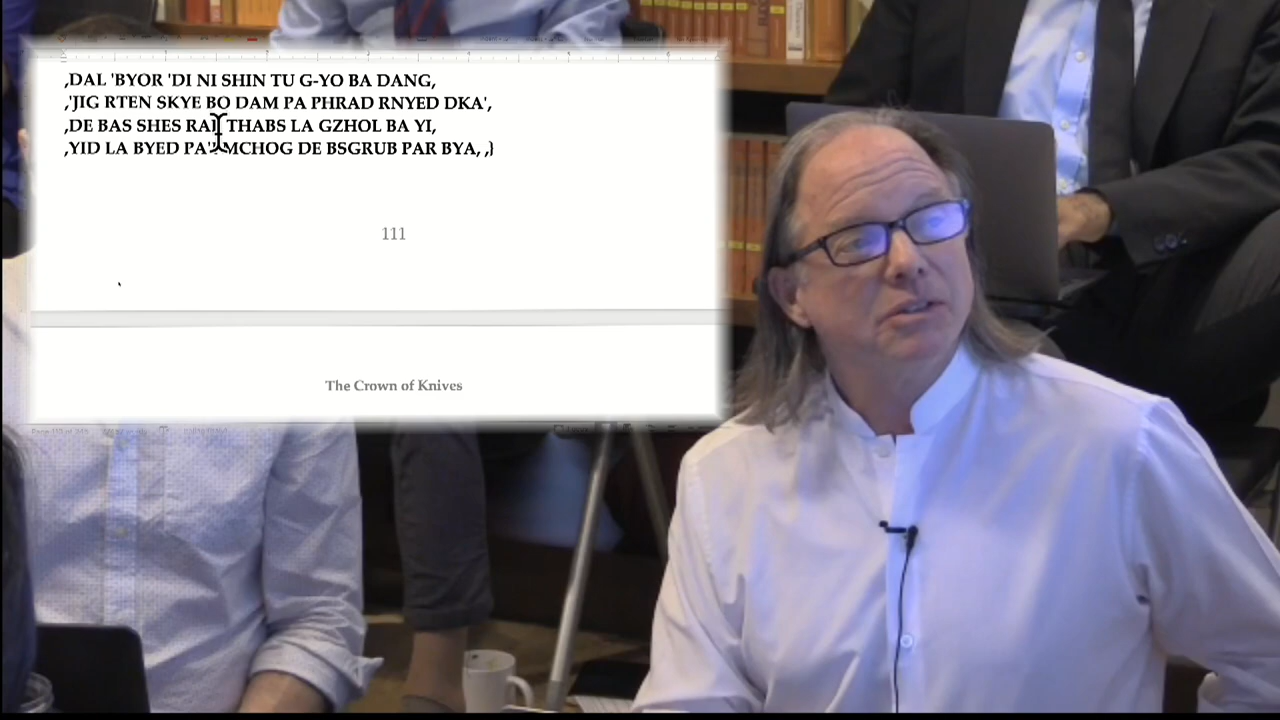 ,DAL 'BYOR 'DI NI SHIN TU G-YO BA DANG,
,'JIG RTEN SKYE BO DAM PA PHRAD RNYED DKA',
,DE BAS SHES THABS LA GZHOL BA YI,
,YID LA BYED MCHOG DE BSGRUB PAR BYA, ,}
111
The Crown of Knives